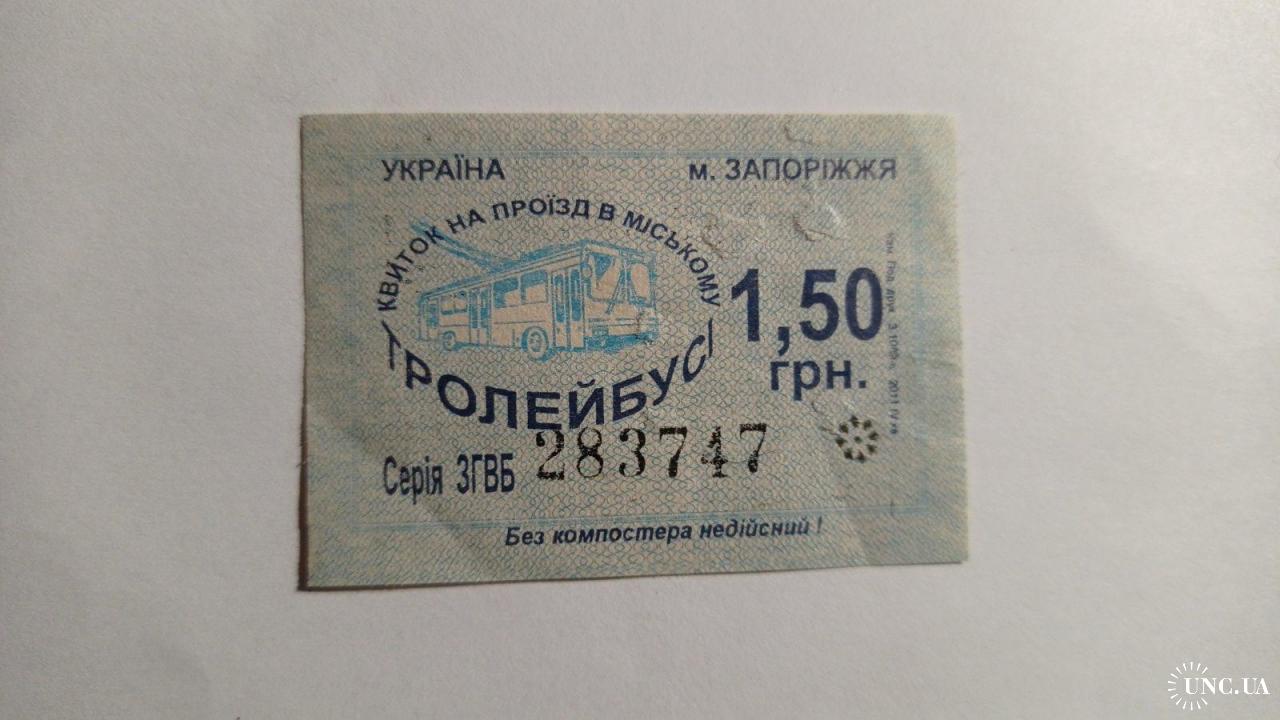 УКРАЇНА
м. ЗАПОРІЖЖЯ
КВИТОК НА ПРОЇЗД В МІСЬКОМУ
ТРОЛЕЙБУСІ
1,50
грн.
Серія ЗГВБ 283747
Без компостера недійсний !
UNC.UA